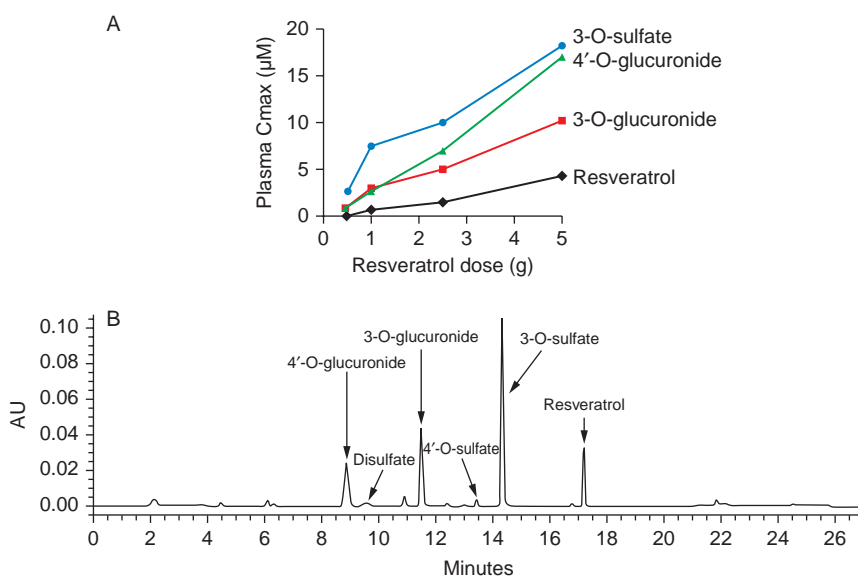 A
Plasma Cmax (µM)
20
15
10
5
0
0 1 2 3 4 5
Resveratrol dose (g)
3-O-sulfate
4′-O-glucuronide
3-O-glucuronide
Resveratrol
B
AU
0.10
0.08
0.06
0.04
0.02
0.00
4′-O-glucuronide
Disulfate
3-O-glucuronide
4′-O-sulfate
3-O-sulfate
Resveratrol
0 2 4 6 8 10 12 14 16 18 20 22 24 26
Minutes